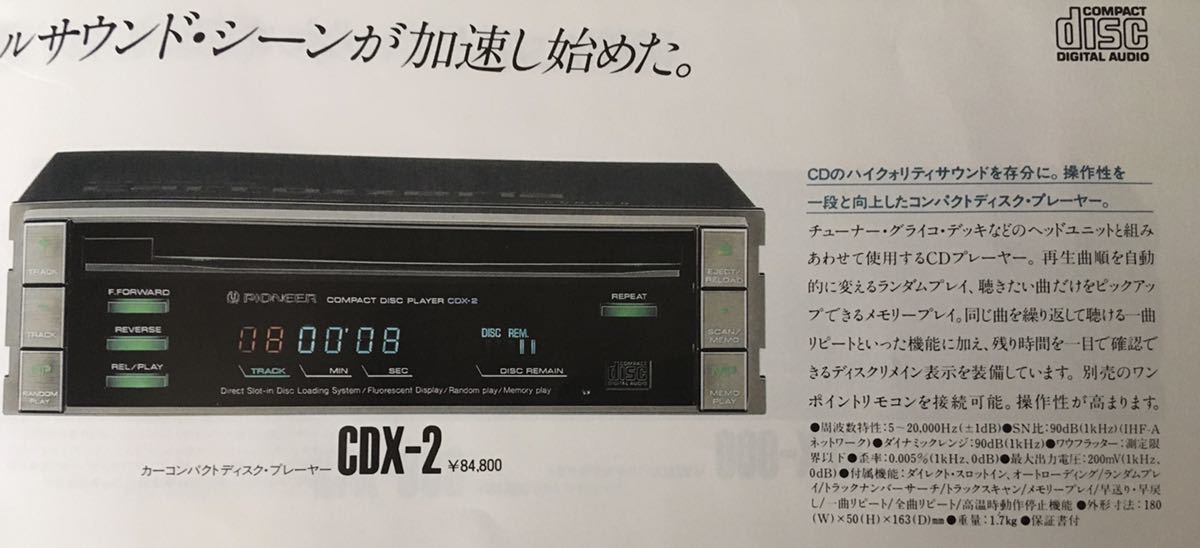 ルサウンド・シーンが加速し始めた。
COMPACT
disc
DIGITAL AUDIO
TRACK
TRACK
RANDOM PLAY
F.FORWARD
REVERSE
REL/PLAY
PIONEER COMPACT DISC PLAYER CDX-2
REPEAT
18 00'08
DISC REM.
TRACK MIN SEC DISC REMAIN
COMPACT
disc
DIGITAL AUDIO
Direct Slot-in Disc Loading System / Fluorescent Display / Random play / Memory play
EJECT/
RELOAD
SCAN/
MEMO
MEMO
PLAY
カーコンパクトディスク・プレーヤー CDX-2 ¥84,800
CDのハイクォリティサウンドを存分に。操作性を
一段と向上したコンパクトディスク・プレーヤー。
チューナー・グライコ・デッキなどのヘッドユニットと組み
あわせて使用するCDプレーヤー。再生曲順を自動
的に変えるランダムプレイ、聴きたい曲だけをピックアッ
プできるメモリープレイ。同じ曲を繰り返して聴ける一曲
リピートといった機能に加え、残り時間を一目で確認で
きるディスクリメイン表示を装備しています。別売のワン
ポイントリモコンを接続可能。操作性が高まります。
●周波数特性:5〜20,000Hz(±1dB)●SN比:90dB(1kHz)(IHF-A
ネットワーク)●ダイナミックレンジ:90dB(1kHz)●ワウフラッター:測定限
界以下●歪率:0.005%(1kHz、0dB)●最大出力電圧:200mV(1kHz、
0dB)●付属機能:ダイレクト・スロットイン、オートローディング/ランダムプレ
イ/トラックナンバーサーチ/トラックスキャン/メモリープレイ/早送り・早戻
し/一曲リピート/全曲リピート/高温時動作停止機能●外形寸法:180
(W)×50(H)×163(D)mm●重量:1.7kg●保証書付